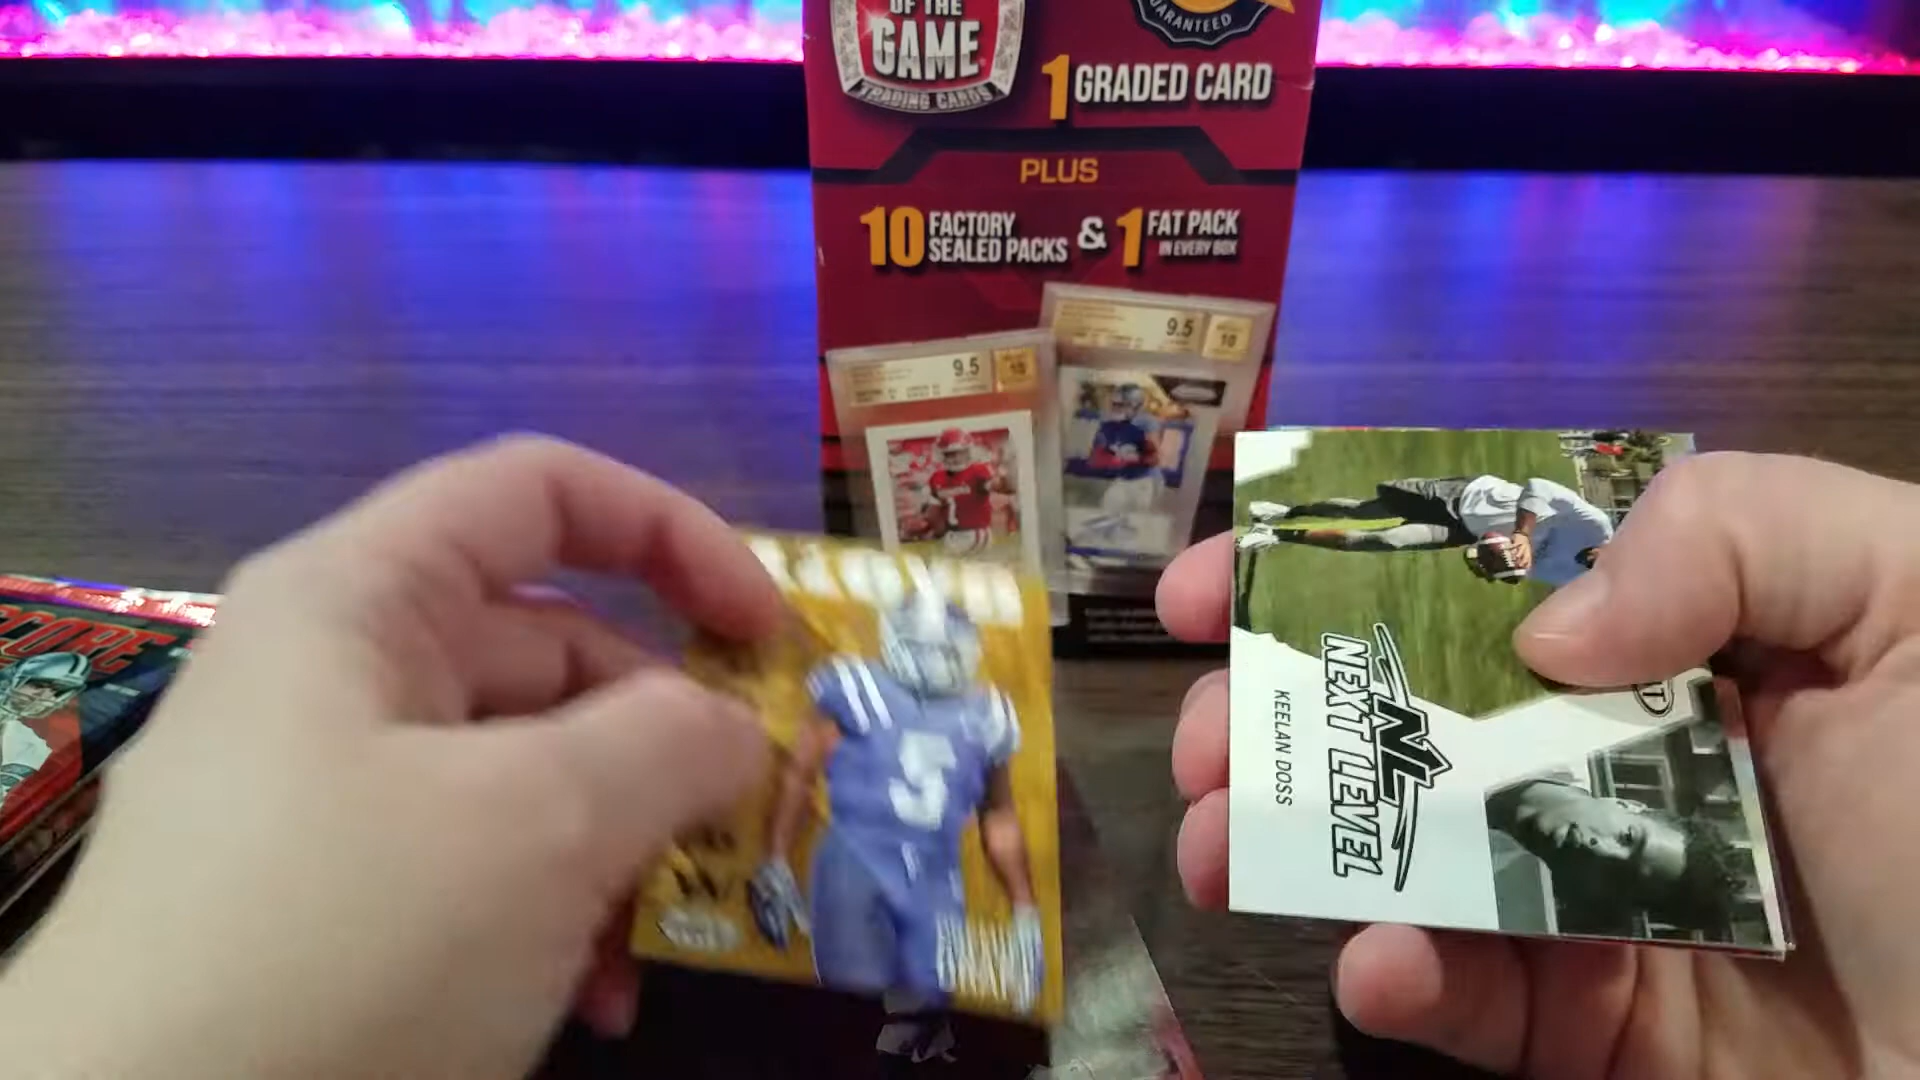 OF THE
GAME
TRADING CARDS
GUARANTEED
1 GRADED CARD
PLUS
10 FACTORY SEALED PACKS & 1 FAT PACK
IN EVERY BOX
9.5
10
9.5
10
SCORE
5
NL
NEXT LEVEL
KEELAN DOSS